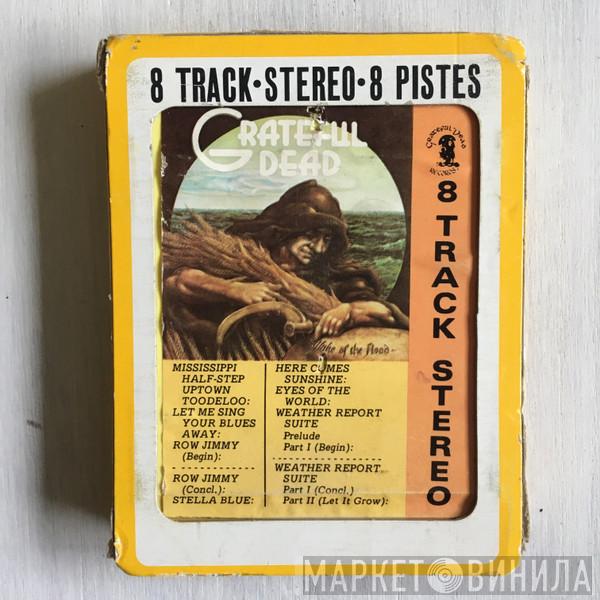 8 TRACK•STEREO•8 PISTES
GRATEFUL
DEAD
Grateful Dead
RECORDS
8 TRACK STEREO
Wake of the Flood
MISSISSIPPI
HALF-STEP
UPTOWN
TOODELOO:
LET ME SING
YOUR BLUES
AWAY:
ROW JIMMY
(Begin):
ROW JIMMY
(Concl.):
STELLA BLUE:
HERE COMES
SUNSHINE:
EYES OF THE
WORLD:
WEATHER REPORT
SUITE
Prelude
Part I (Begin):
WEATHER REPORT
SUITE
Part I (Concl.)
Part II (Let It Grow):
МАРКЕТ ВИНИЛА